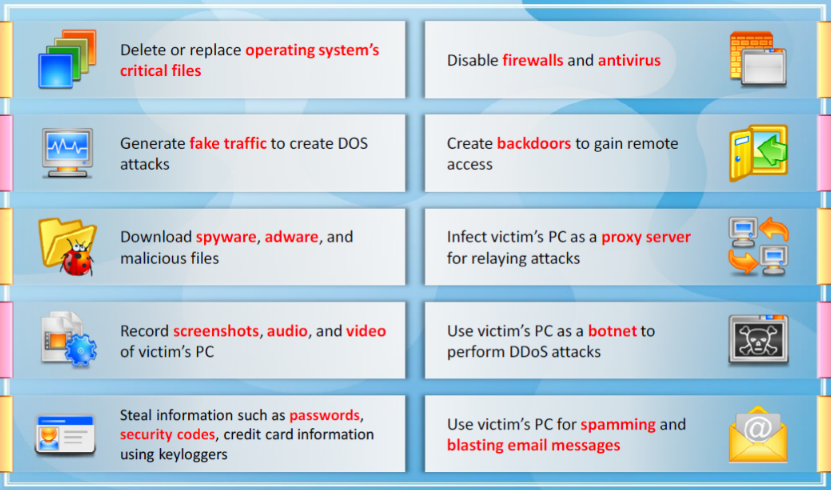 Delete or replace operating system's
critical files
Disable firewalls and antivirus
Generate fake traffic to create DOS
attacks
Create backdoors to gain remote
access
Download spyware, adware, and
malicious files
Infect victim's PC as a proxy server
for relaying attacks
Record screenshots, audio, and video
of victim's PC
Use victim's PC as a botnet to
perform DDoS attacks
Steal information such as passwords,
security codes, credit card information
using keyloggers
Use victim's PC for spamming and
blasting email messages
@